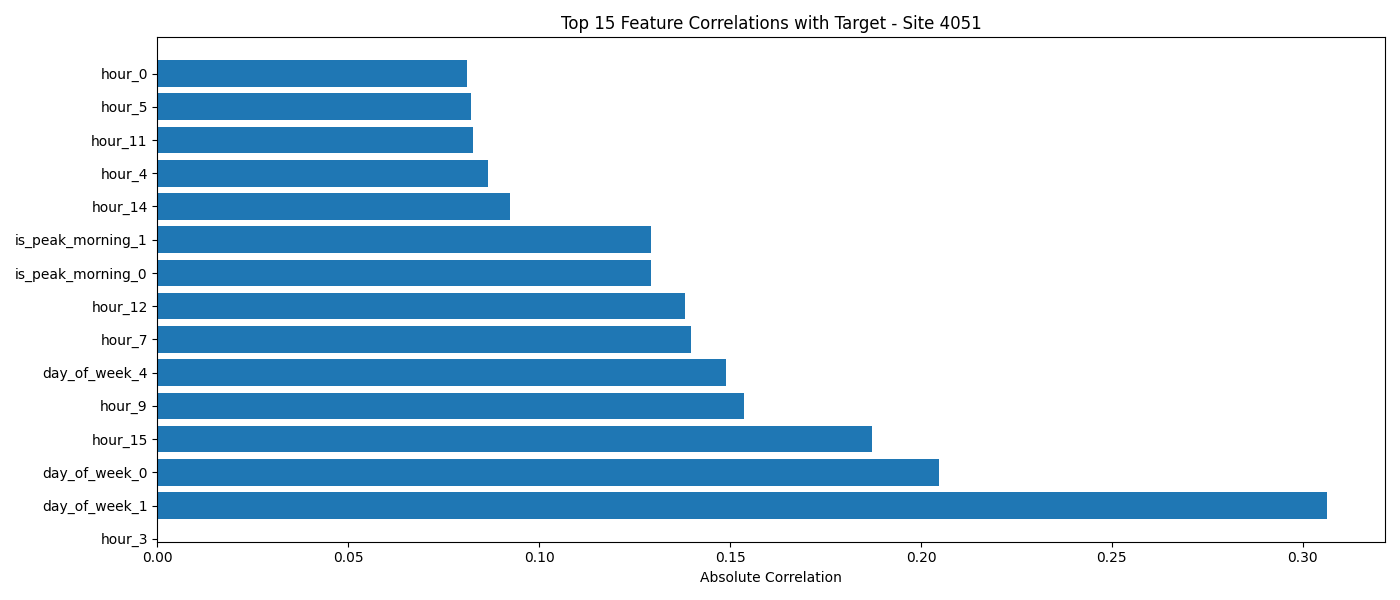 Top 15 Feature Correlations with Target - Site 4051
hour_0
hour_5
hour_11
hour_4
hour_14
is_peak_morning_1
is_peak_morning_0
hour_12
hour_7
day_of_week_4
hour_9
hour_15
day_of_week_0
day_of_week_1
hour_3
0.00 0.05 0.10 0.15 0.20 0.25 0.30
Absolute Correlation